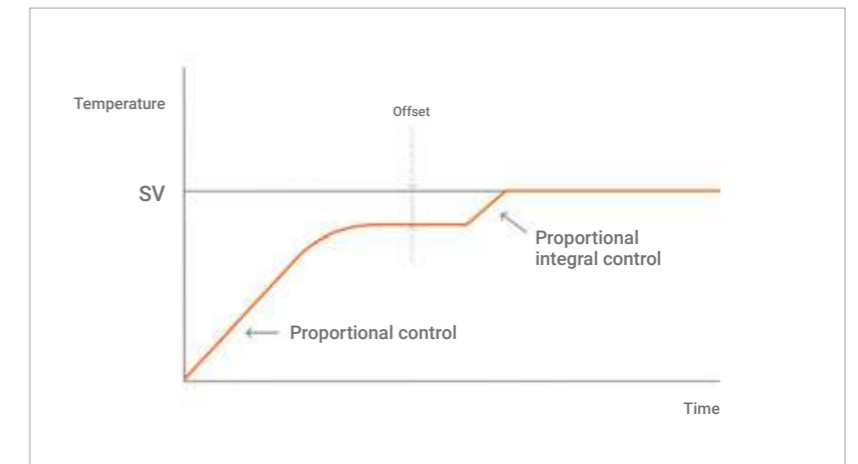 Temperature
Offset
SV
Proportional
integral control
Proportional control
Time